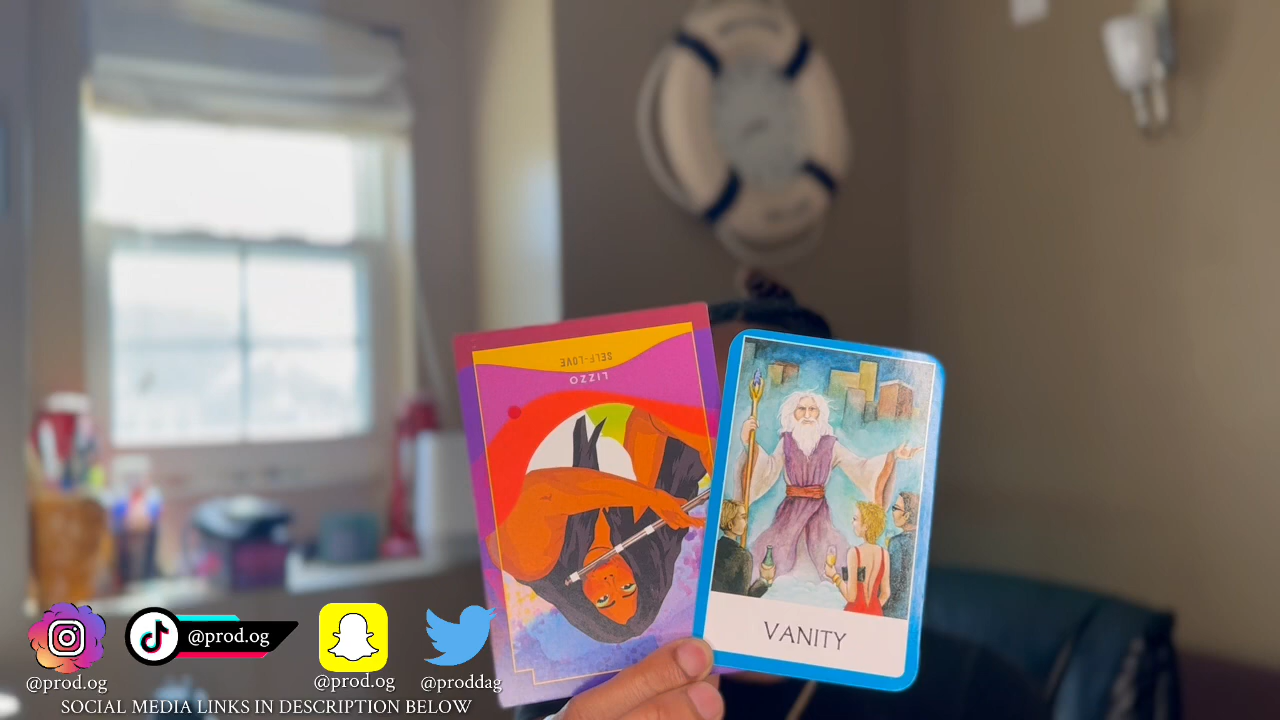 SELF-LOVE
LIZZO
VANITY
@prod.og
@prod.og
@prod.og
@proddag
SOCIAL MEDIA LINKS IN DESCRIPTION BELOW